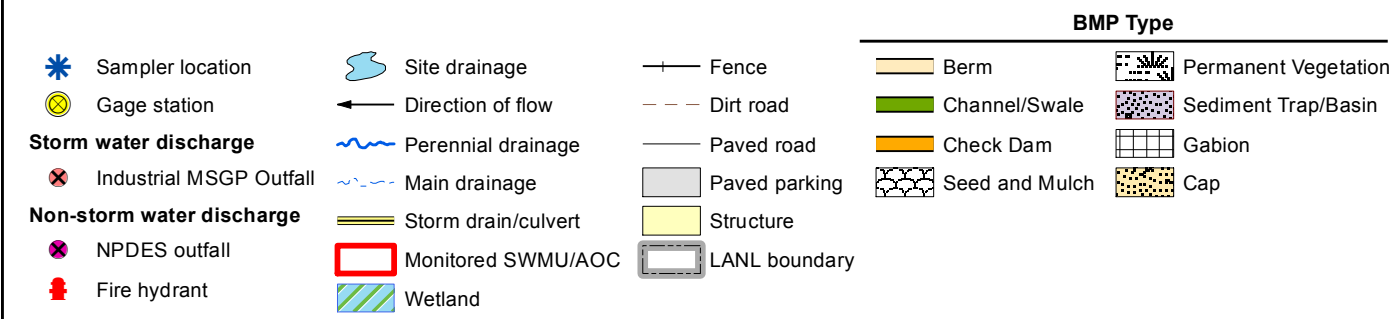 BMP Type
Sampler location
Gage station
Storm water discharge
Industrial MSGP Outfall
Non-storm water discharge
NPDES outfall
Fire hydrant
Site drainage
Direction of flow
Perennial drainage
Main drainage
Storm drain/culvert
Monitored SWMU/AOC
Wetland
Fence
Dirt road
Paved road
Paved parking
Structure
LANL boundary
Berm
Channel/Swale
Check Dam
Seed and Mulch
Permanent Vegetation
Sediment Trap/Basin
Gabion
Cap